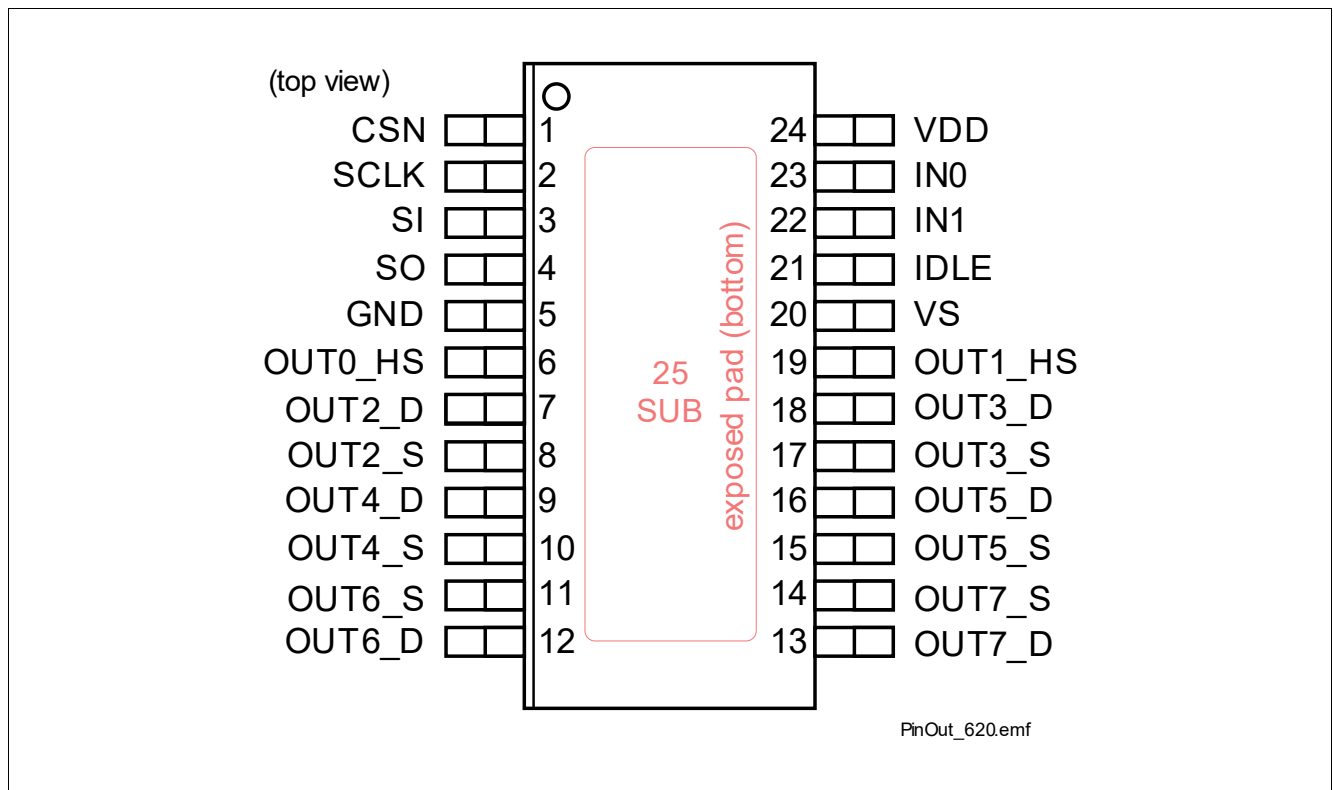 (top view)
CSN 1 24 VDD
SCLK 2 23 IN0
SI 3 22 IN1
SO 4 21 IDLE
GND 5 20 VS
OUT0_HS 6 19 OUT1_HS
OUT2_D 7 18 OUT3_D
OUT2_S 8 17 OUT3_S
OUT4_D 9 16 OUT5_D
OUT4_S 10 15 OUT5_S
OUT6_S 11 14 OUT7_S
OUT6_D 12 13 OUT7_D
25
SUB
exposed pad (bottom)
PinOut_620.emf